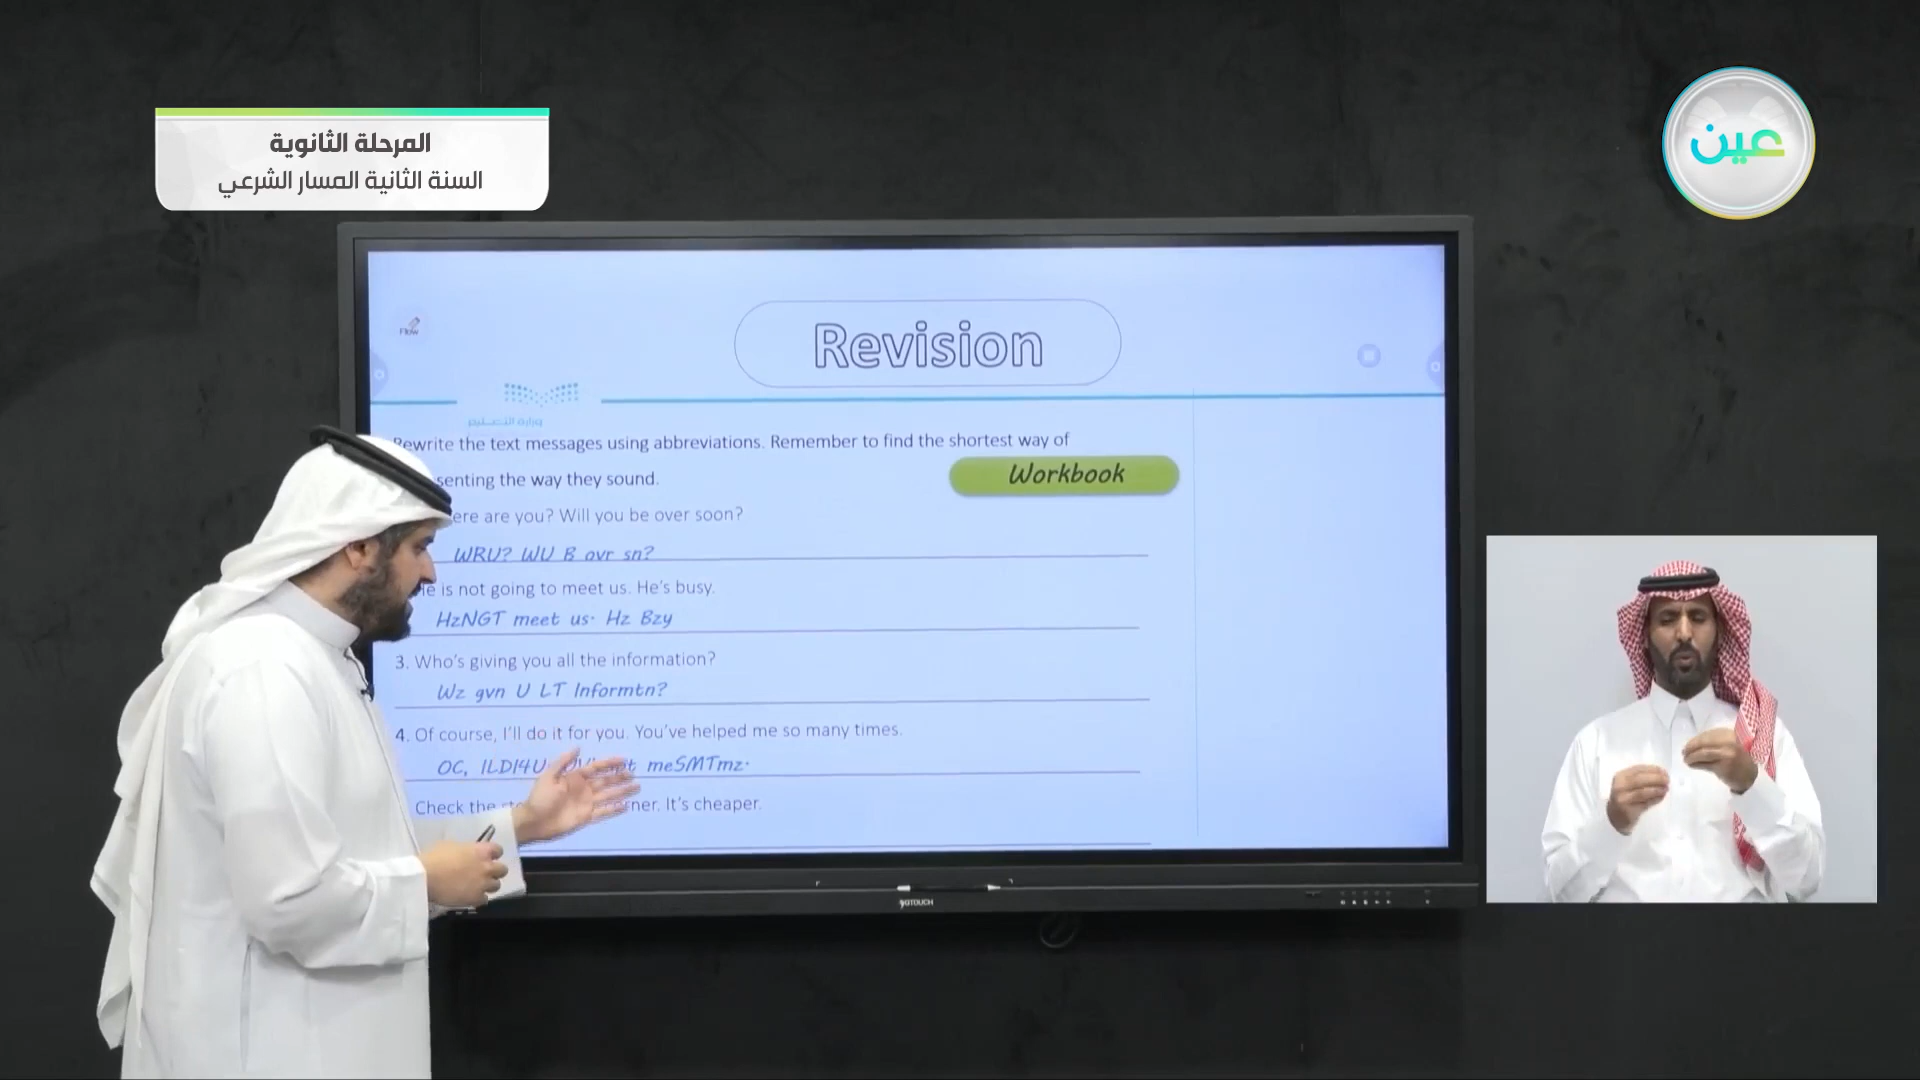 المرحلة الثانوية
السنة الثانية المسار الشرعي
عين
Flow
Revision
وزارة التعليم
Rewrite the text messages using abbreviations. Remember to find the shortest way of
senting the way they sound.
Workbook
ere are you? Will you be over soon?
WRU? WU B ovr sn?
He is not going to meet us. He's busy.
HzNGT meet us. Hz Bzy
3. Who's giving you all the information?
Wz gvn U LT Informtn?
4. Of course, I'll do it for you. You've helped me so many times.
OC, ILDI4U meSMTmz.
Check the rner. It's cheaper.